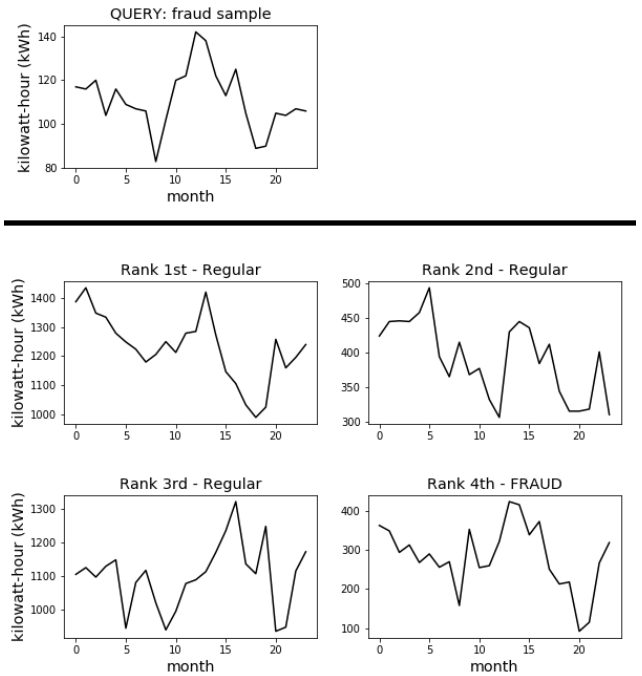 QUERY: fraud sample
kilowatt-hour (kWh)
140
120
100
80
0 5 10 15 20
month
Rank 1st - Regular
kilowatt-hour (kWh)
1400
1300
1200
1100
1000
0 5 10 15 20
Rank 2nd - Regular
500
450
400
350
300
0 5 10 15 20
Rank 3rd - Regular
kilowatt-hour (kWh)
1300
1200
1100
1000
0 5 10 15 20
month
Rank 4th - FRAUD
400
300
200
100
0 5 10 15 20
month